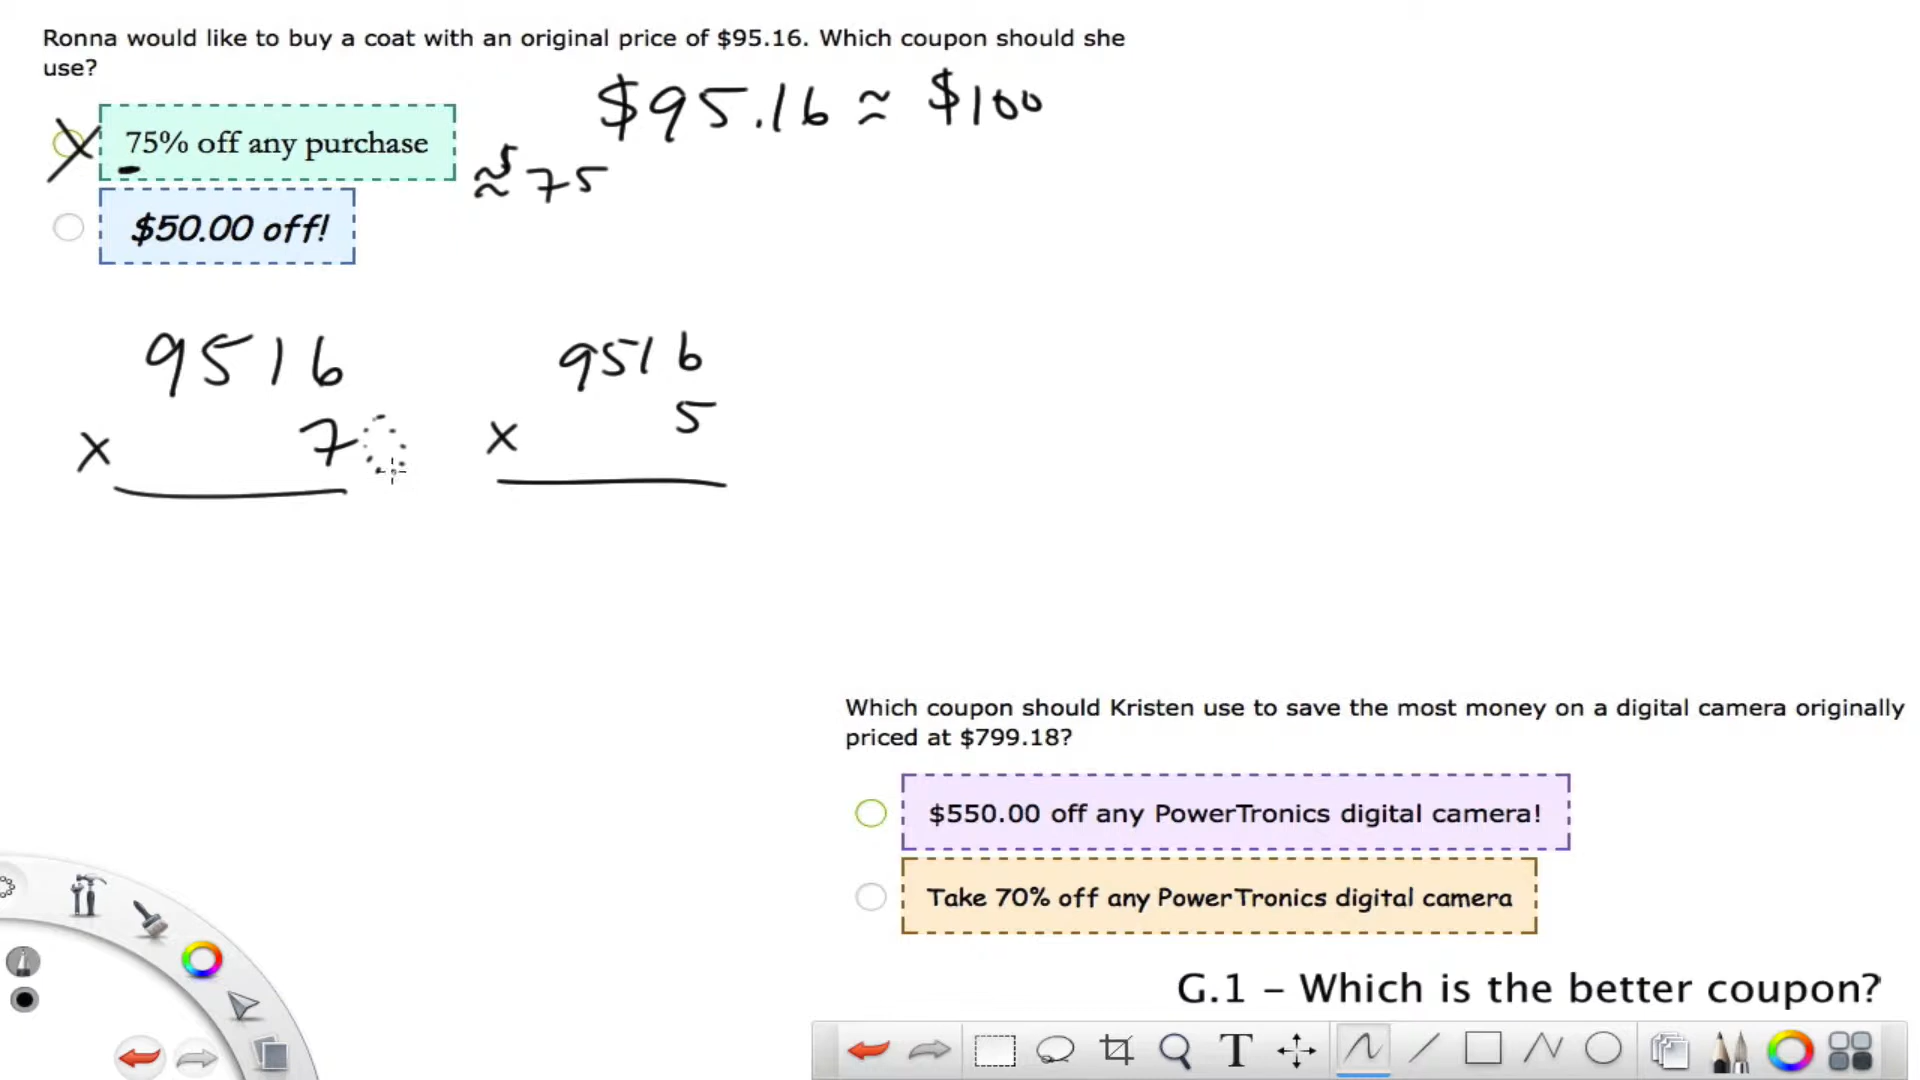 Ronna would like to buy a coat with an original price of $95.16. Which coupon should she
use?
$95.16 ≈ $100
75% off any purchase
≈ $75
$50.00 off!
9516
x 7
9516
x 5
Which coupon should Kristen use to save the most money on a digital camera originally
priced at $799.18?
$550.00 off any PowerTronics digital camera!
Take 70% off any PowerTronics digital camera
G.1 – Which is the better coupon?
T